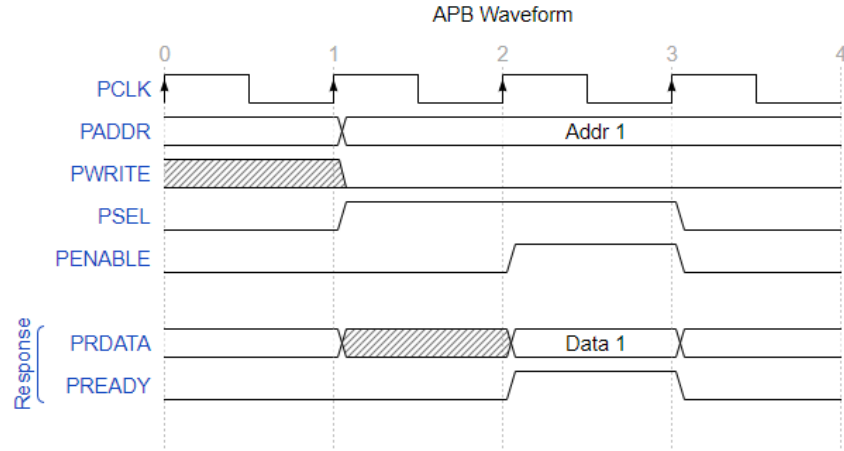 APB Waveform
0 1 2 3 4
PCLK
PADDR Addr 1
PWRITE
PSEL
PENABLE
Response
PRDATA Data 1
PREADY